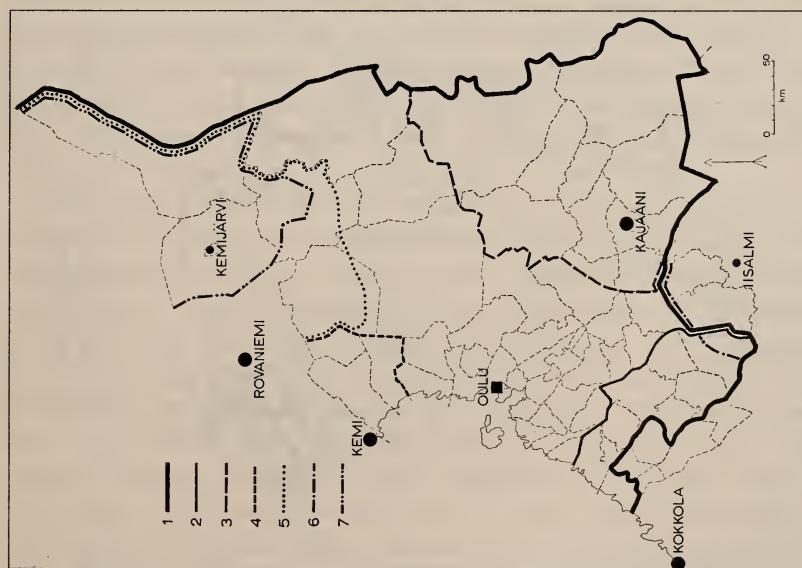 KEMIJÄRVI
ROVANIEMI
KEMI
OULU
KAJAANI
IISALMI
KOKKOLA
0 50
km
1
2
3
4
5
6
7